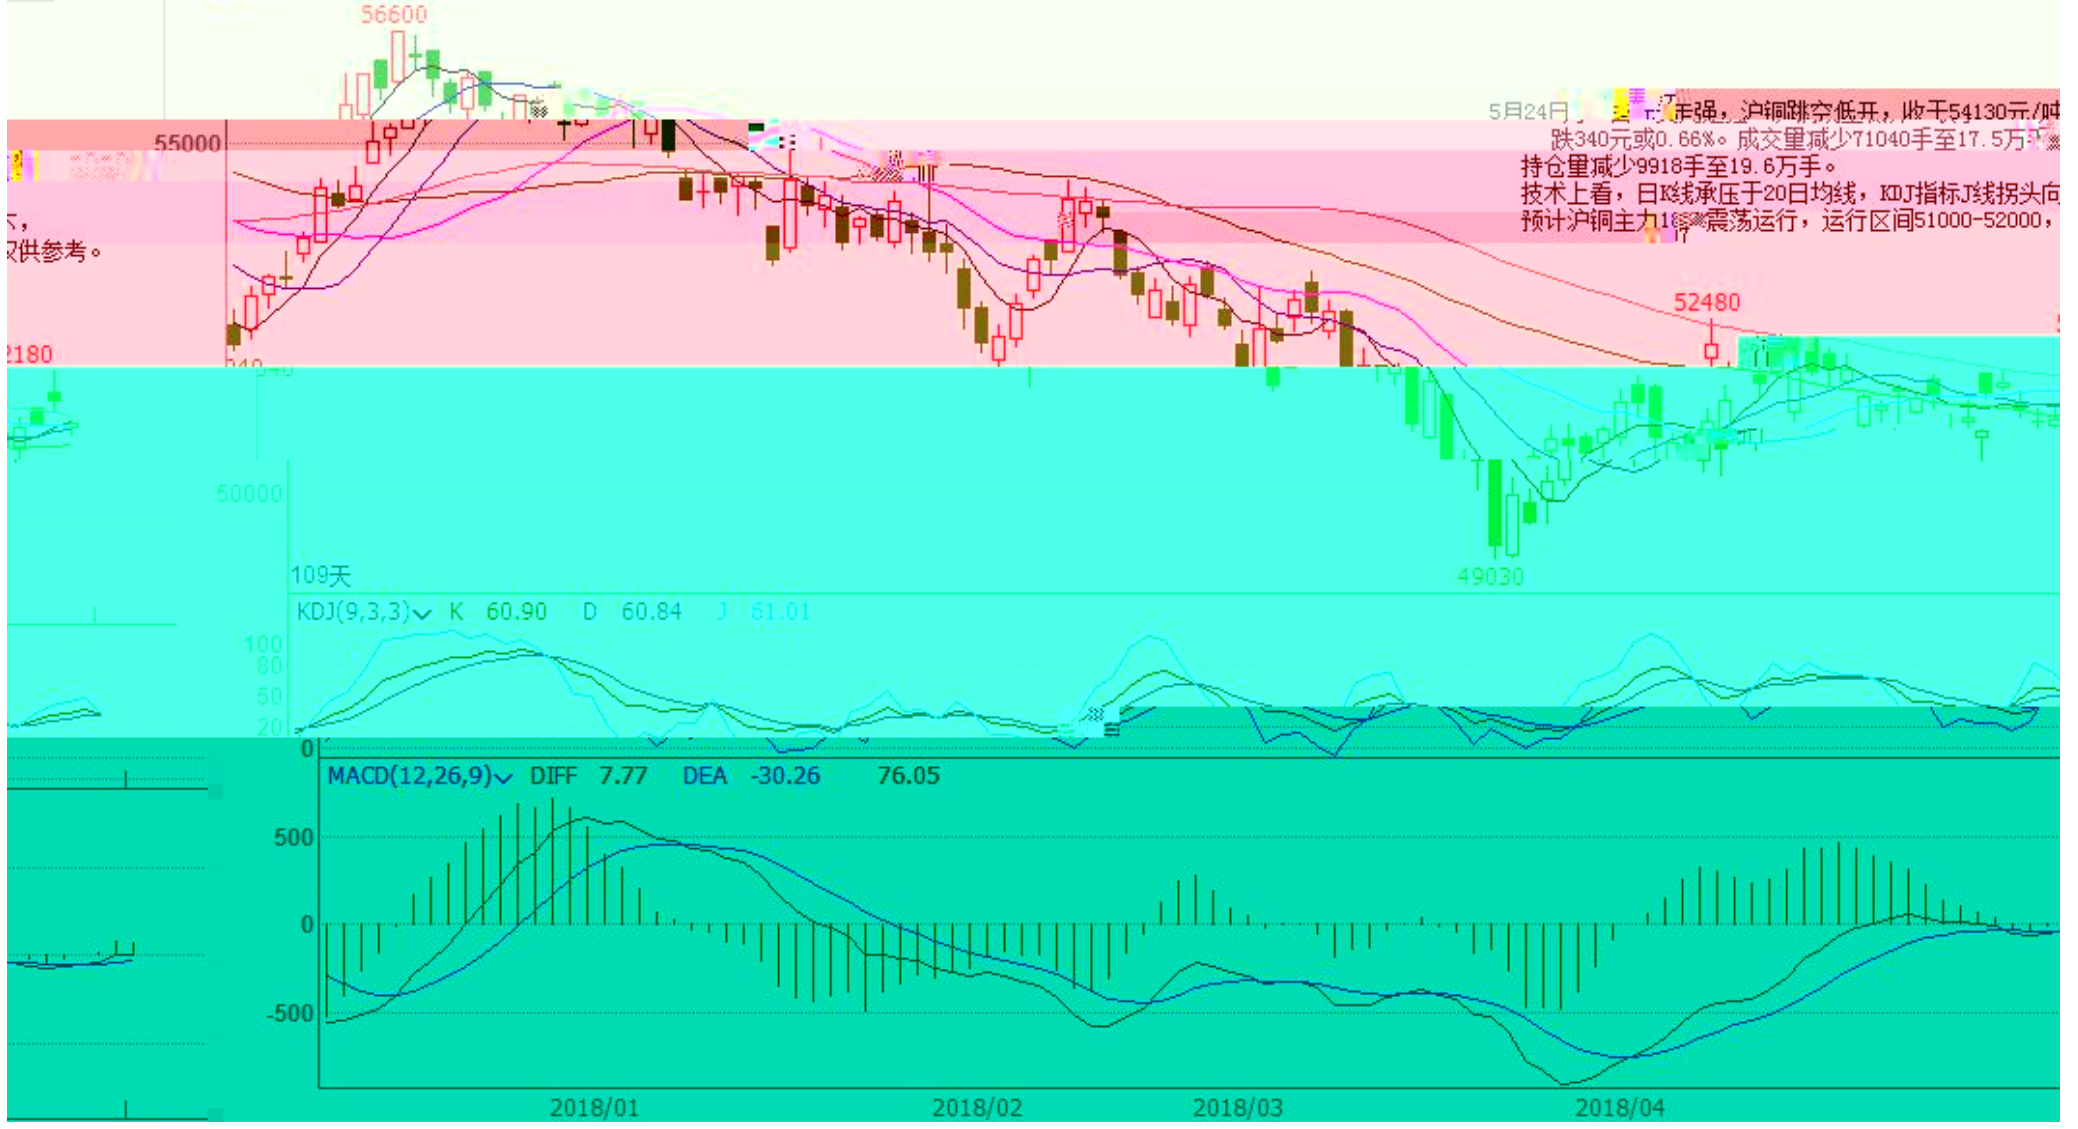 56600
5月24日
走强，沪铜跳空低开，收于54130元/吨
55000
跌340元或0.66%。成交量减少71040手至17.5万手
持仓量减少9918手至19.6万手。
技术上看，日K线承压于20日均线，KDJ指标J线拐头向
预计沪铜主力18 震荡运行，运行区间51000-52000，
仅供参考。
52480
2180
50000
109天
49030
KDJ(9,3,3) K 60.90 D 60.84 J 61.01
100
80
50
20
0
MACD(12,26,9) DIFF 7.77 DEA -30.26 76.05
500
0
-500
2018/01 2018/02 2018/03 2018/04